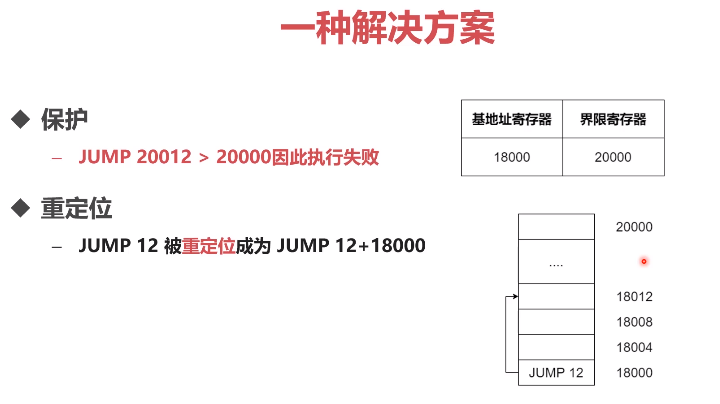 一种解决方案
◆ 保护
– JUMP 20012 > 20000因此执行失败
◆ 重定位
– JUMP 12 被重定位成为 JUMP 12+18000
基地址寄存器 界限寄存器
18000 20000
20000
....
18012
18008
18004
JUMP 12 18000